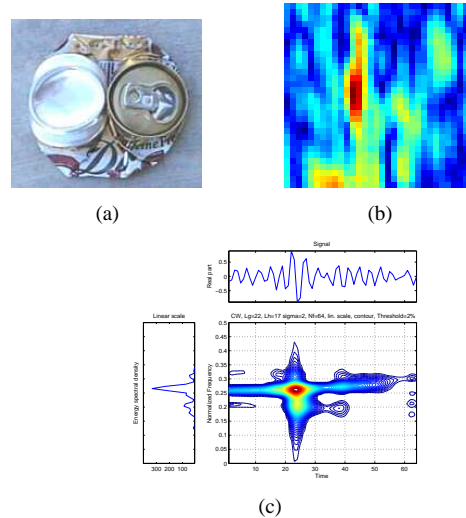 (a)
(b)
Signal
Real part
0.5
0
-0.5
Linear scale
CW, Lg=22, Lh=17 sigma=2, Nf=64, lin. scale, contour, Threshold=2%
Energy spectral density
Normalized Frequency
0.5
0.45
0.4
0.35
0.3
0.25
0.2
0.15
0.1
0.05
0
300 200 100
10 20 30 40 50 60
Time
(c)